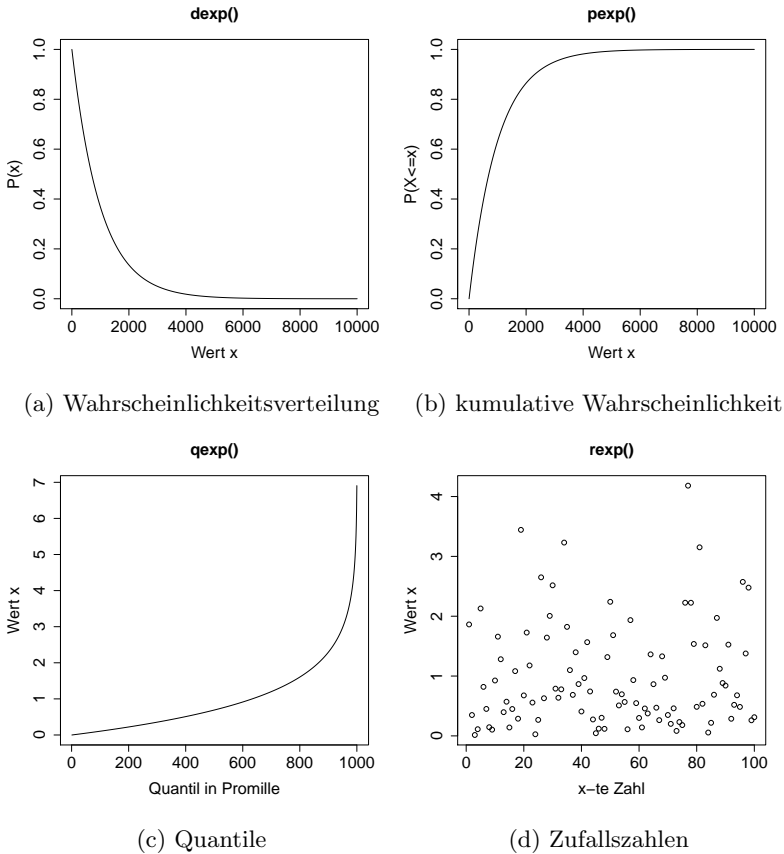 dexp()
P(x)
1.0
0.8
0.6
0.4
0.2
0.0
0 2000 4000 6000 8000 10000
Wert x
(a) Wahrscheinlichkeitsverteilung
pexp()
P(X<=x)
1.0
0.8
0.6
0.4
0.2
0.0
0 2000 4000 6000 8000 10000
Wert x
(b) kumulative Wahrscheinlichkeit
qexp()
Wert x
7
6
5
4
3
2
1
0
0 200 400 600 800 1000
Quantil in Promille
(c) Quantile
rexp()
Wert x
4
3
2
1
0
0 20 40 60 80 100
x−te Zahl
(d) Zufallszahlen